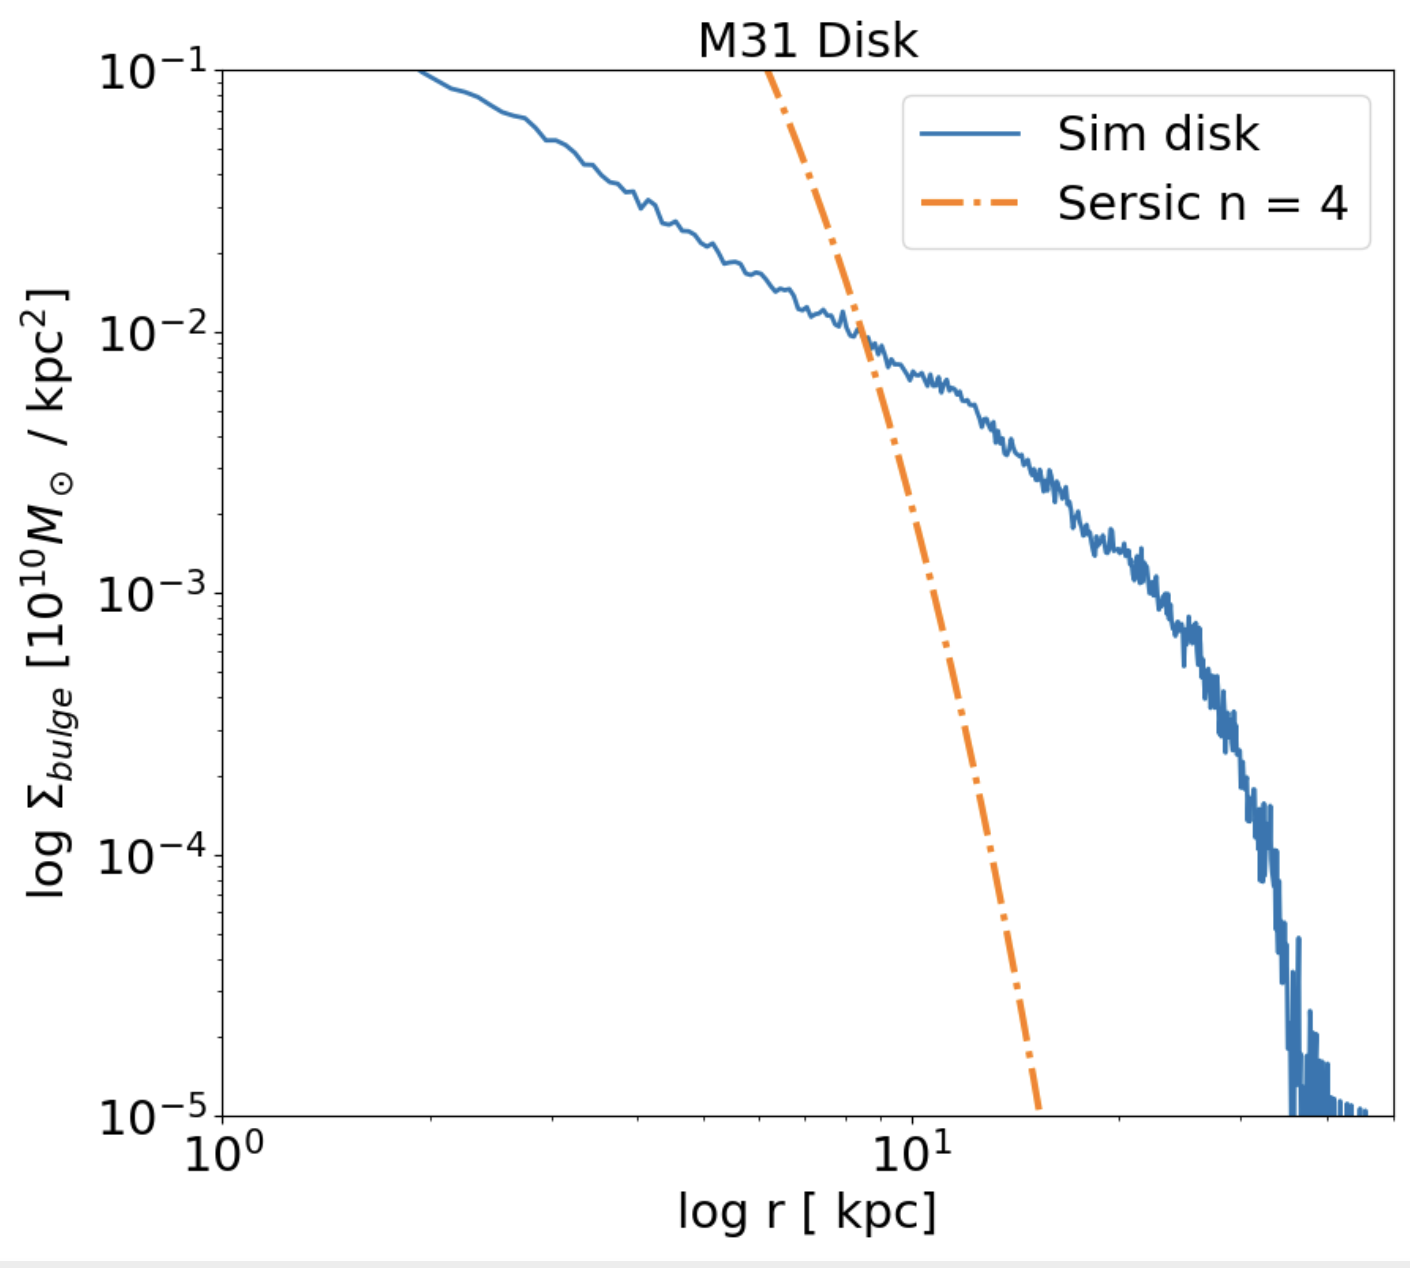 M31 Disk
Sim disk
Sersic n = 4
log Σ_bulge [10^10 M_⊙ / kpc^2]
10^-1
10^-2
10^-3
10^-4
10^-5
10^0
10^1
log r [ kpc]